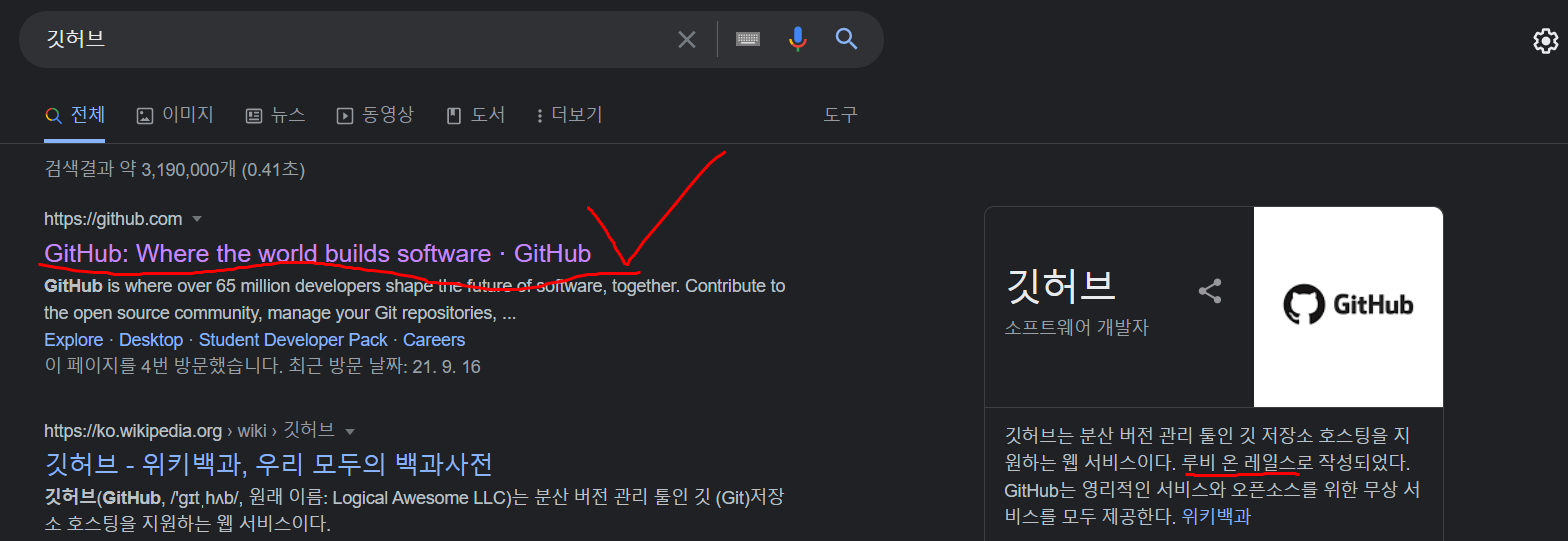 깃허브
전체 이미지 뉴스 동영상 도서 더보기 도구
검색결과 약 3,190,000개 (0.41초)
https://github.com
GitHub: Where the world builds software · GitHub
GitHub is where over 65 million developers shape the future of software, together. Contribute to
the open source community, manage your Git repositories, ...
Explore · Desktop · Student Developer Pack · Careers
이 페이지를 4번 방문했습니다. 최근 방문 날짜: 21. 9. 16
https://ko.wikipedia.org › wiki › 깃허브
깃허브 - 위키백과, 우리 모두의 백과사전
깃허브(GitHub, /ˈɡɪtˌhʌb/, 원래 이름: Logical Awesome LLC)는 분산 버전 관리 툴인 깃 (Git)저장
소 호스팅을 지원하는 웹 서비스이다.
깃허브
소프트웨어 개발자
GitHub
깃허브는 분산 버전 관리 툴인 깃 저장소 호스팅을 지
원하는 웹 서비스이다. 루비 온 레일스로 작성되었다.
GitHub는 영리적인 서비스와 오픈소스를 위한 무상 서
비스를 모두 제공한다. 위키백과